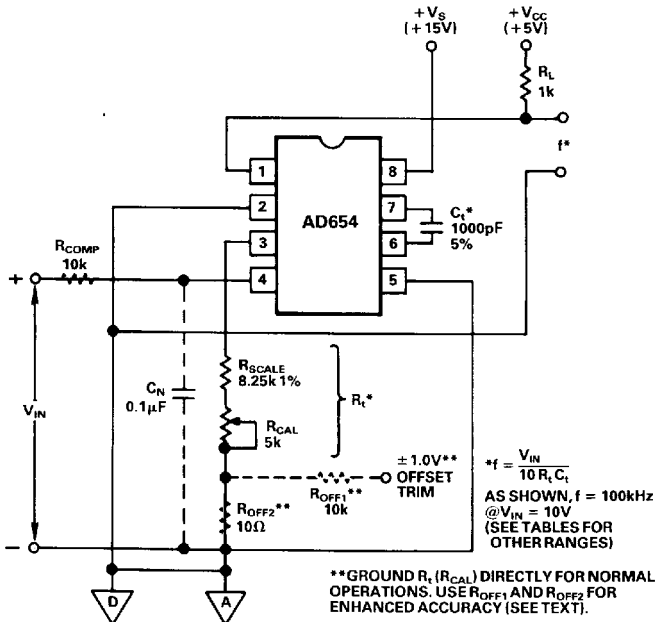 +VS
(+15V)
+VCC
(+5V)
RL
1k
f*
1
2
3
4
8
7
6
5
AD654
Ct*
1000pF
5%
RCOMP
10k
+
VIN
−
CN
0.1µF
RSCALE
8.25k 1%
RCAL
5k
Rt*
±1.0V**
OFFSET
TRIM
ROFF1**
10k
ROFF2**
10Ω
*f = VIN
10 Rt Ct
AS SHOWN, f = 100kHz
@VIN = 10V
(SEE TABLES FOR
OTHER RANGES)
D
A
**GROUND Rt (RCAL) DIRECTLY FOR NORMAL
OPERATIONS. USE ROFF1 AND ROFF2 FOR
ENHANCED ACCURACY (SEE TEXT).